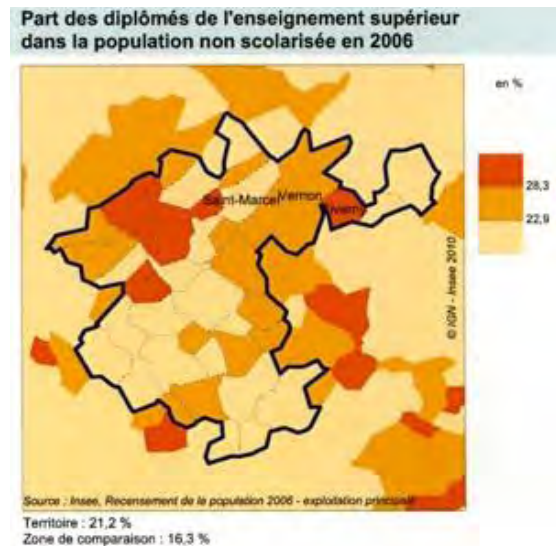 Part des diplômés de l'enseignement supérieur
dans la population non scolarisée en 2006
en %
28,3
22,9
Saint-Marcel
Vernon
© IGN - Insee 2010
Source : Insee, Recensement de la population 2006 - exploitation principale
Territoire : 21,2 %
Zone de comparaison : 16,3 %